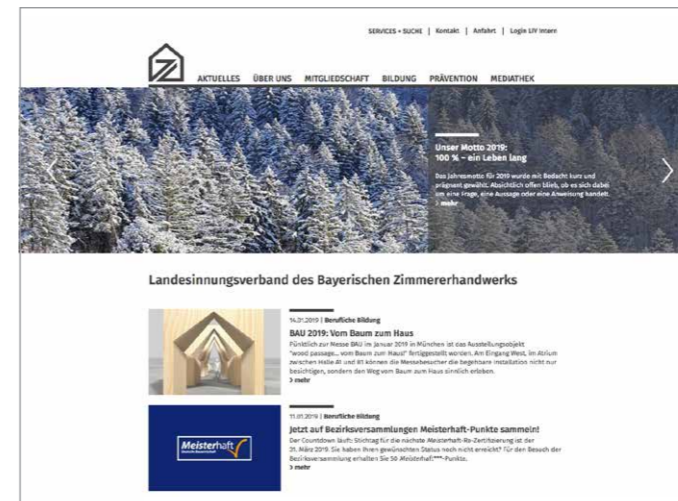 SERVICES + SUCHE | Kontakt | Anfahrt | Login LIV intern
AKTUELLES ÜBER UNS MITGLIEDSCHAFT BILDUNG PRÄVENTION MEDIATHEK
Unser Motto 2019:
100 % – ein Leben lang
Das Jahresmotto für 2019 wurde mit Bedacht kurz und
prägnant gewählt. Absichtlich offen blieb, ob es sich dabei
um eine Frage, eine Aussage oder eine Anweisung handelt.
> mehr
Landesinnungsverband des Bayerischen Zimmererhandwerks
14.01.2019 | Berufliche Bildung
BAU 2019: Vom Baum zum Haus
Pünktlich zur Messe BAU im Januar 2019 in München ist das Ausstellungsobjekt
"wood passage... vom Baum zum Haus!" fertiggestellt worden. Am Eingang West, im Atrium
zwischen Halle A1 und B1 können die Messebesucher die begehbare Installation nicht nur
besichtigen, sondern den Weg vom Baum zum Haus sinnlich erleben.
> mehr
Meisterhaft
11.01.2019 | Berufliche Bildung
Jetzt auf Bezirksversammlungen Meisterhaft-Punkte sammeln!
Der Countdown läuft: Stichtag für die nächste Meisterhaft-Re-Zertifizierung ist der
31. März 2019. Sie haben Ihren gewünschten Status noch nicht erreicht? Für den Besuch der
Bezirksversammlung erhalten Sie 50 Meisterhaft***-Punkte.
> mehr